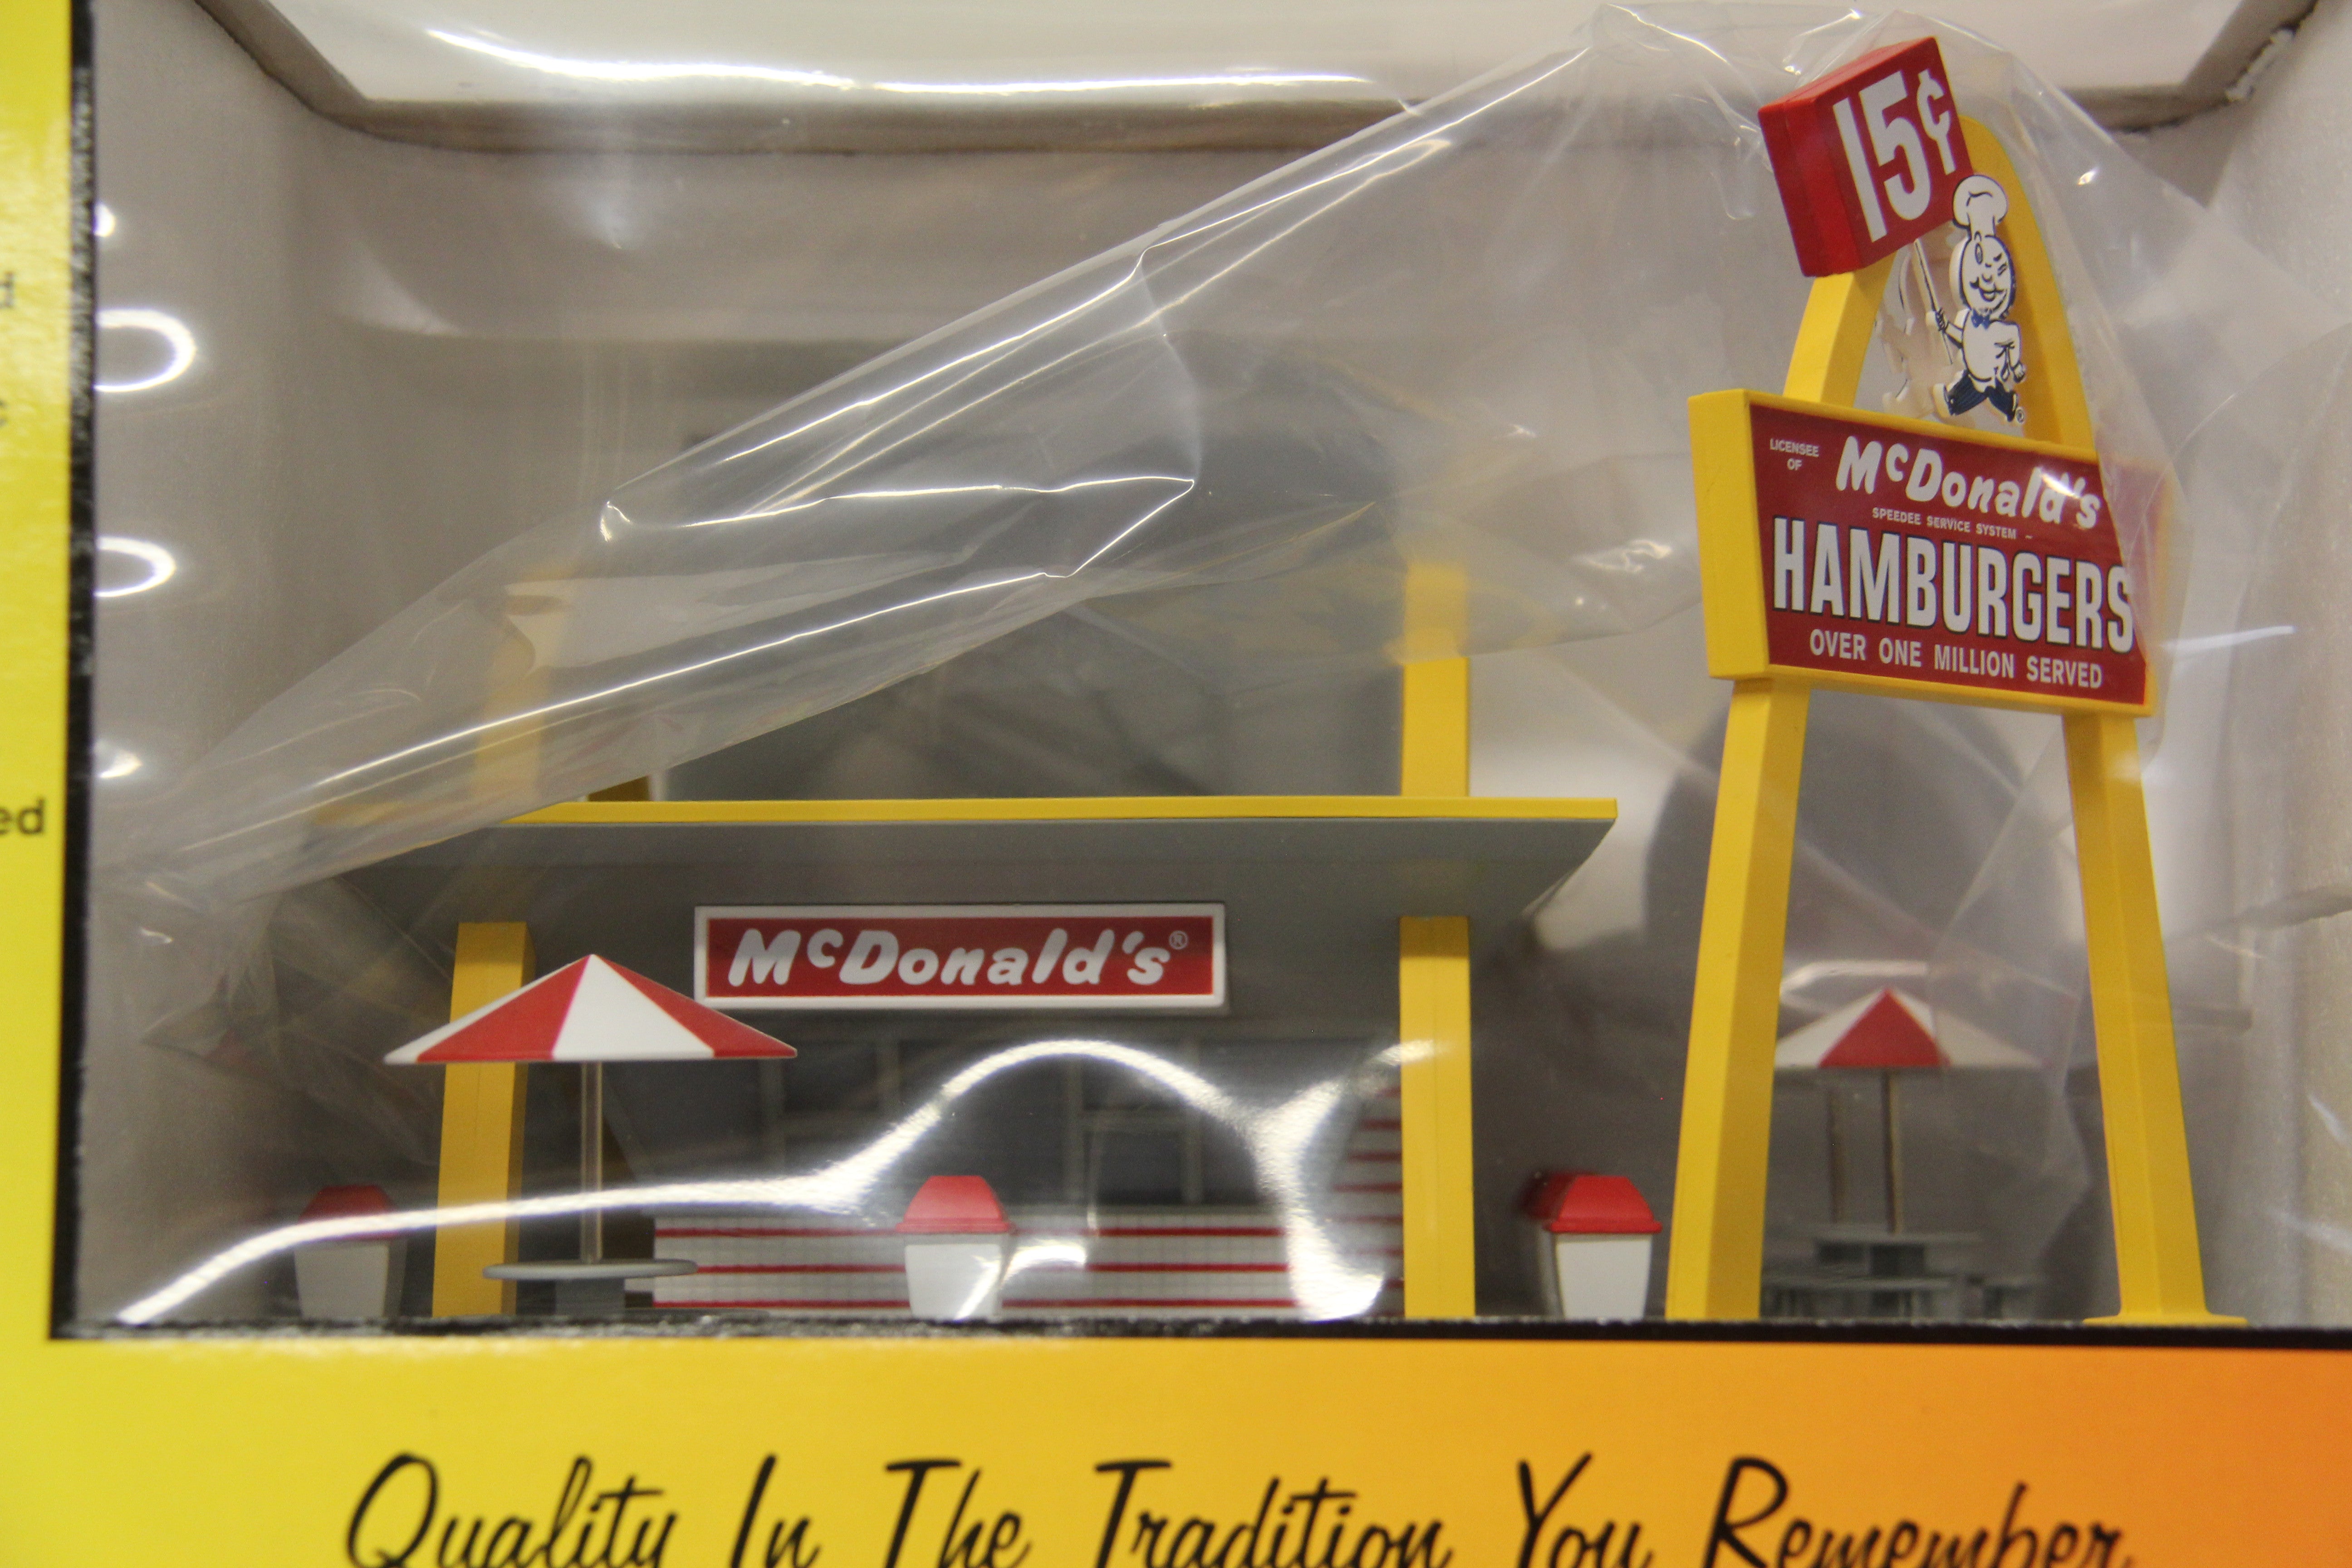 15¢
LICENSEE
OF
McDonald's
SPEEDEE SERVICE SYSTEM
HAMBURGERS
OVER ONE MILLION SERVED
McDonald's®
Quality In The Tradition You Remember